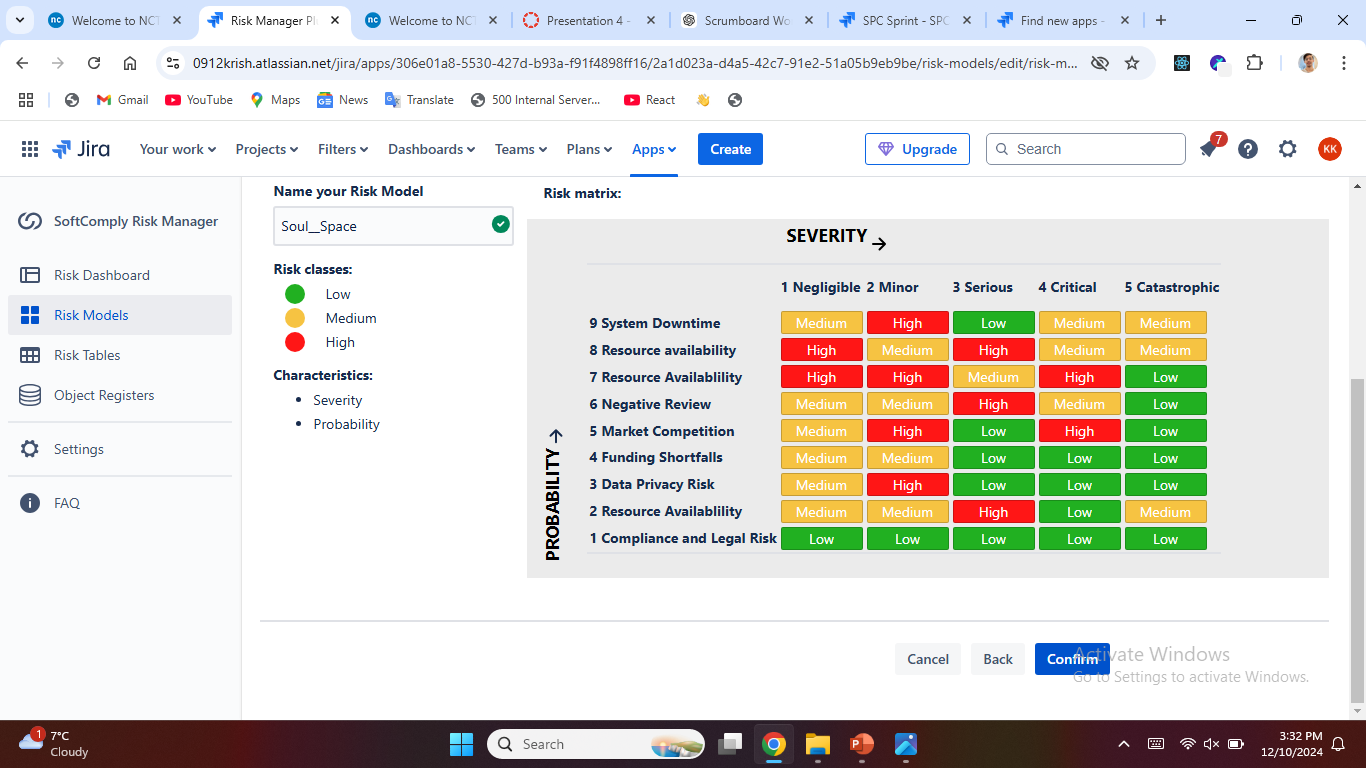 Welcome to NCT
Risk Manager Pl
Welcome to NCT
Presentation 4 -
Scrumboard Wo
SPC Sprint - SPC
Find new apps -
0912krish.atlassian.net/jira/apps/306e01a8-5530-427d-b93a-f91f4898ff16/2a1d023a-d4a5-42c7-91e2-51a05b9eb9be/risk-models/edit/risk-m...
Gmail YouTube Maps News Translate 500 Internal Server... React
Jira Your work Projects Filters Dashboards Teams Plans Apps Create Upgrade Search 7 KK
SoftComply Risk Manager
Risk Dashboard
Risk Models
Risk Tables
Object Registers
Settings
FAQ
Name your Risk Model
Soul__Space
Risk classes:
Low
Medium
High
Characteristics:
Severity
Probability
Risk matrix:
SEVERITY
1 Negligible 2 Minor 3 Serious 4 Critical 5 Catastrophic
9 System Downtime Medium High Low Medium Medium
8 Resource availability High Medium High Medium Medium
7 Resource Availablility High High Medium High Low
6 Negative Review Medium Medium High Medium Low
5 Market Competition Medium High Low High Low
4 Funding Shortfalls Medium Medium Low Low Low
3 Data Privacy Risk Medium High Low Low Low
2 Resource Availablility Medium Medium High Low Medium
1 Compliance and Legal Risk Low Low Low Low Low
PROBABILITY
Cancel Back Confirm
Activate Windows
Go to Settings to activate Windows.
1
7°C
Cloudy
Search
3:32 PM
12/10/2024